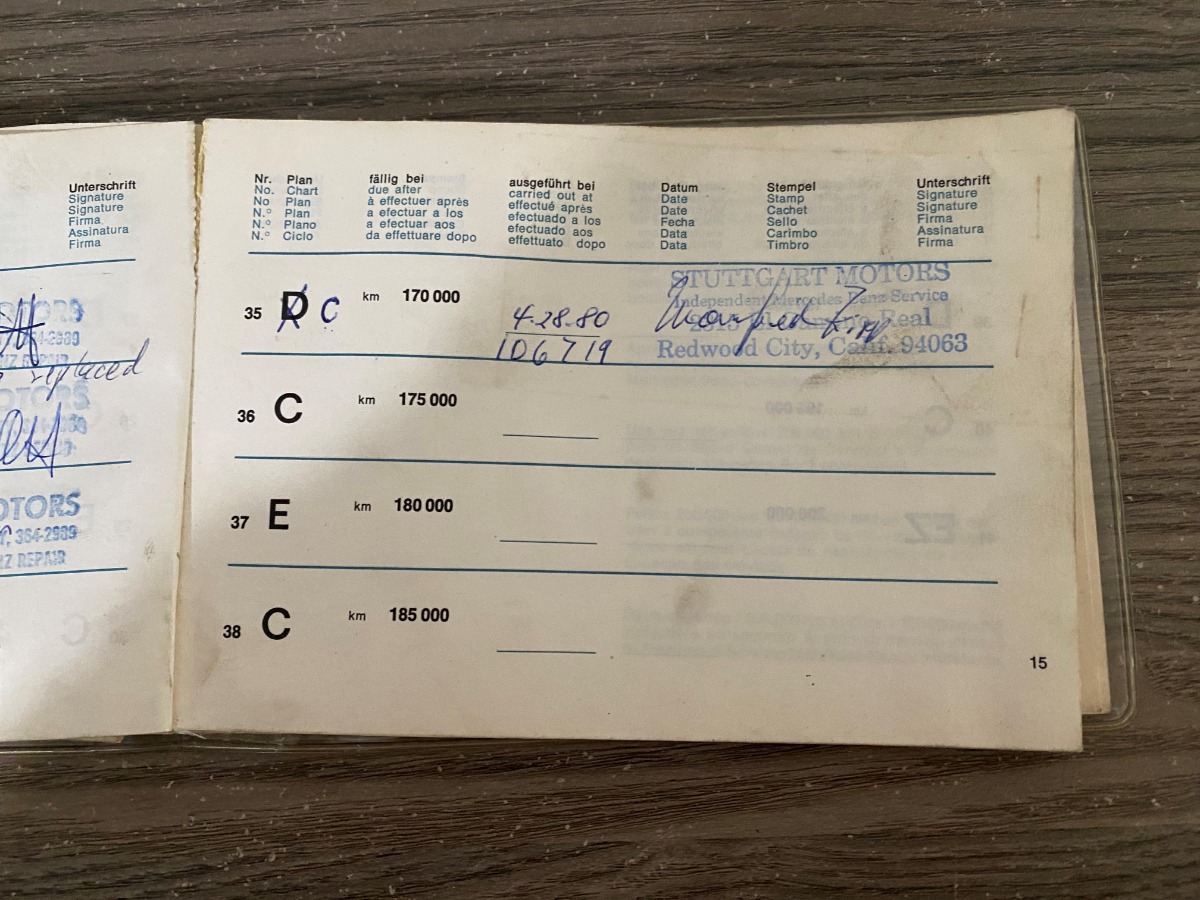 Unterschrift
Signature
Signature
Firma
Assinatura
Firma
replaced
OTORS
364-2989
RZ REPAIR
Nr. Plan fällig bei ausgeführt bei Datum Stempel Unterschrift
No. Chart due after carried out at Date Stamp Signature
No Plan à effectuer après effectué après Date Cachet Signature
N.° Plan a efectuar a los efectuado a los Fecha Sello Firma
N.° Plano a efectuar aos efectuado aos Data Carimbo Assinatura
N.° Ciclo da effettuare dopo effettuato dopo Data Timbro Firma
35 D C km 170 000
4-28-80
106719
STUTTGART MOTORS
Independent Mercedes Benz Service
Real
Redwood City, Calif. 94063
36 C km 175 000
37 E km 180 000
38 C km 185 000
15